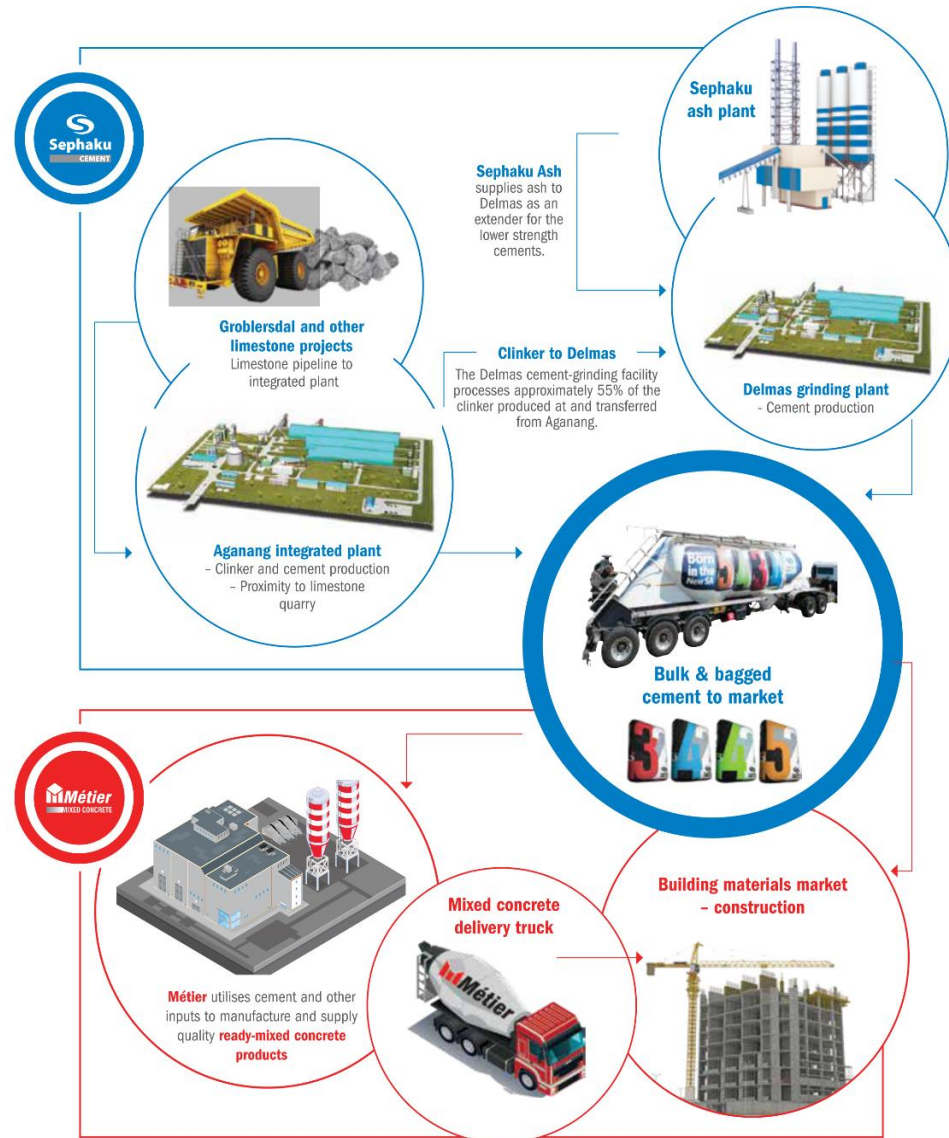 Sephaku
CEMENT
Sephaku
ash plant
Sephaku Ash
supplies ash to
Delmas as an
extender for the
lower strength
cements.
Groblersdal and other
limestone projects
Limestone pipeline to
integrated plant
Clinker to Delmas
The Delmas cement-grinding facility
processes approximately 55% of the
clinker produced at and transferred
from Aganang.
Delmas grinding plant
- Cement production
Aganang integrated plant
– Clinker and cement production
– Proximity to limestone
quarry
Born
in the
New SA
Bulk & bagged
cement to market
3 4 4 5
Métier
MIXED CONCRETE
Métier utilises cement and other
inputs to manufacture and supply
quality ready-mixed concrete
products
Mixed concrete
delivery truck
Métier
Building materials market
– construction